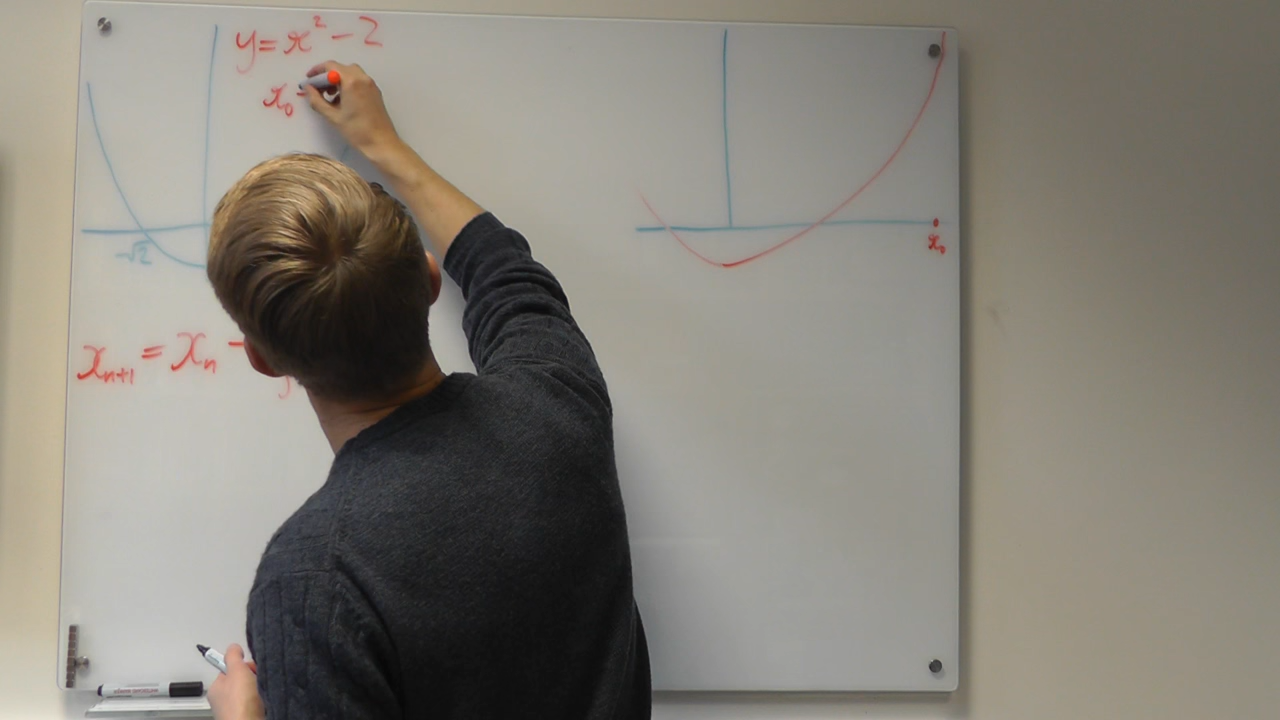 y = x² - 2
x₀
-√2
x₀
xₙ₊₁ = xₙ -